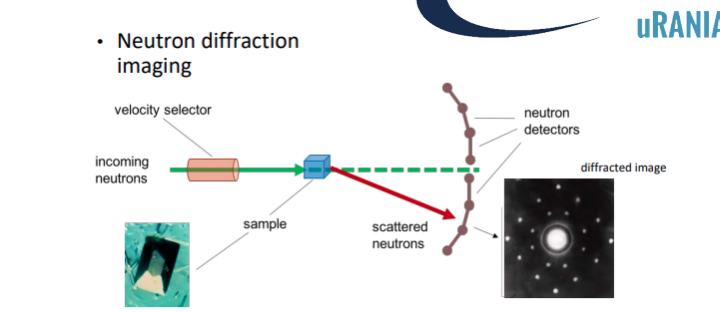 uRANIA
• Neutron diffraction
imaging
velocity selector
neutron
detectors
incoming
neutrons
diffracted image
sample
scattered
neutrons